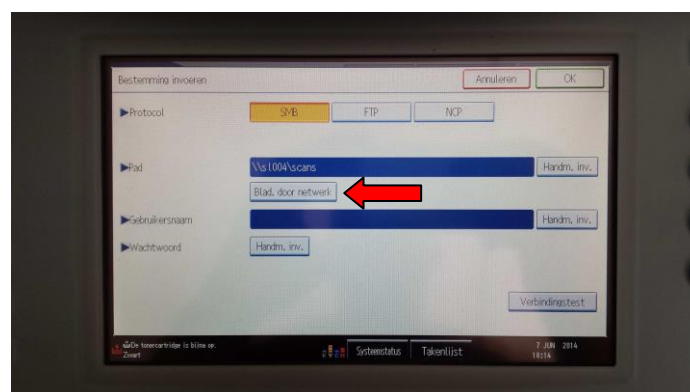 Bestemming invoeren Annuleren OK
▶Protocol SMB FTP NCP
▶Pad \\sl004\scans Handm. inv.
Blad. door netwerk
▶Gebruikersnaam Handm. inv.
▶Wachtwoord Handm. inv.
Verbindingstest
De tonercartridge is bijna op.
Zwart
Systeemstatus Takenlijst
7 JUN 2014
18:14